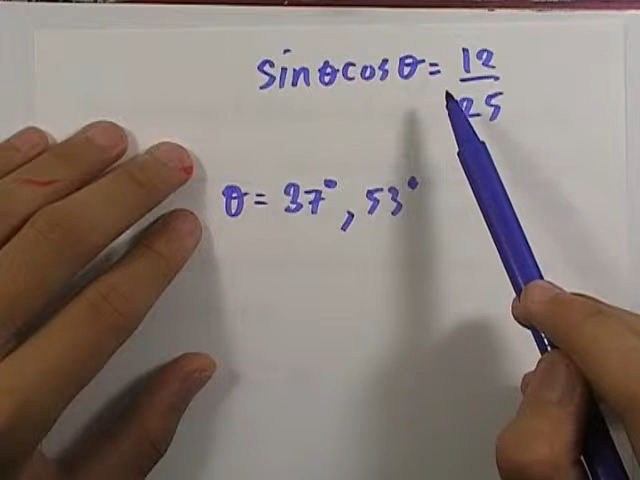 sinθcosθ = 12/25
θ = 37°, 53°